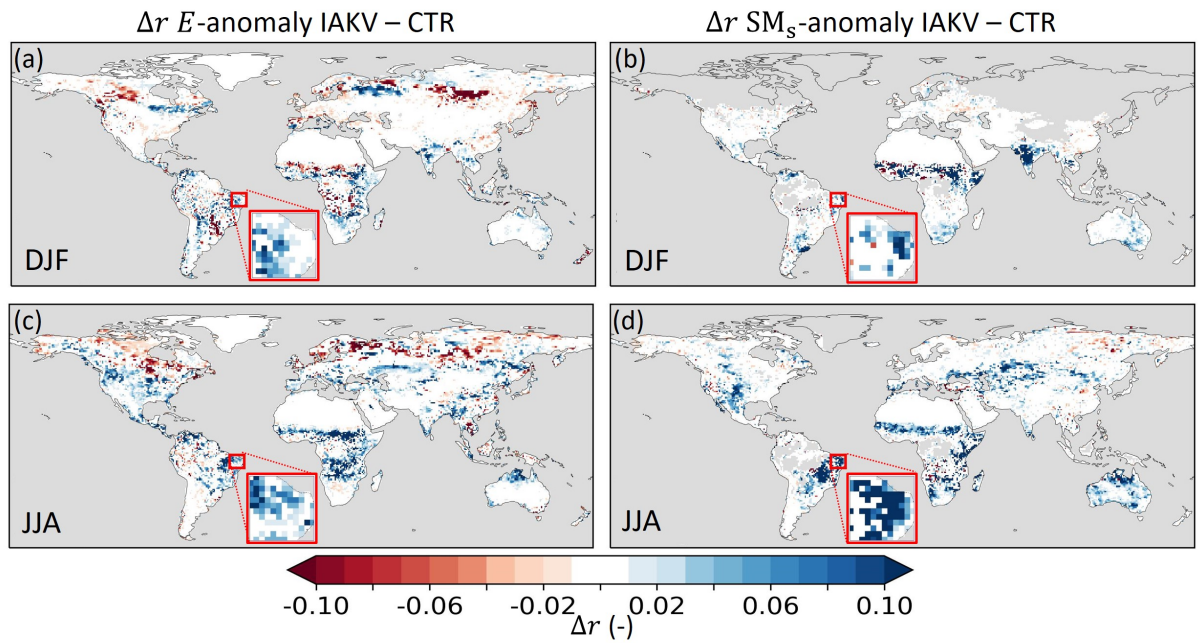 Δr E-anomaly IAKV – CTR
Δr SMₛ-anomaly IAKV – CTR
(a)
(b)
DJF
DJF
(c)
(d)
JJA
JJA
-0.10 -0.06 -0.02 0.02 0.06 0.10
Δr (-)